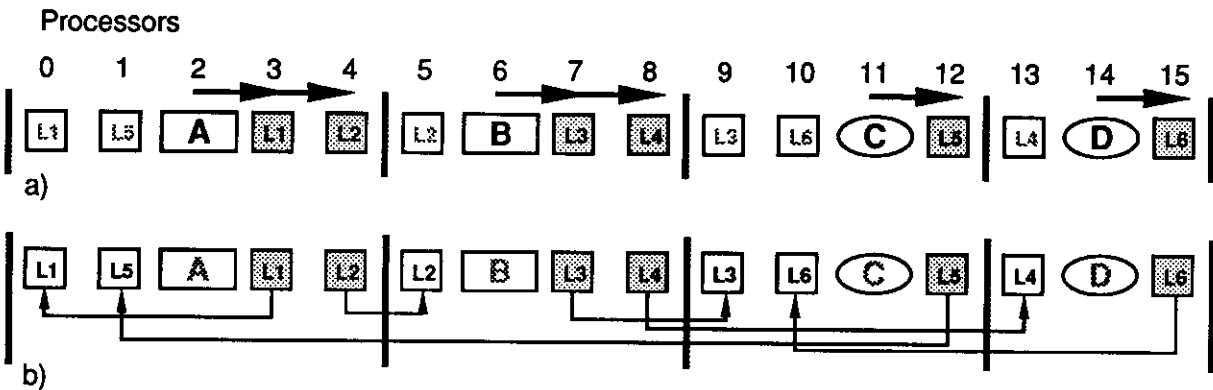 Processors
0 1 2 3 4 5 6 7 8 9 10 11 12 13 14 15
L1 L5 A L1 L2 L2 B L3 L4 L3 L6 C L5 L4 D L6
a)
L1 L5 A L1 L2 L2 B L3 L4 L3 L6 C L5 L4 D L6
b)